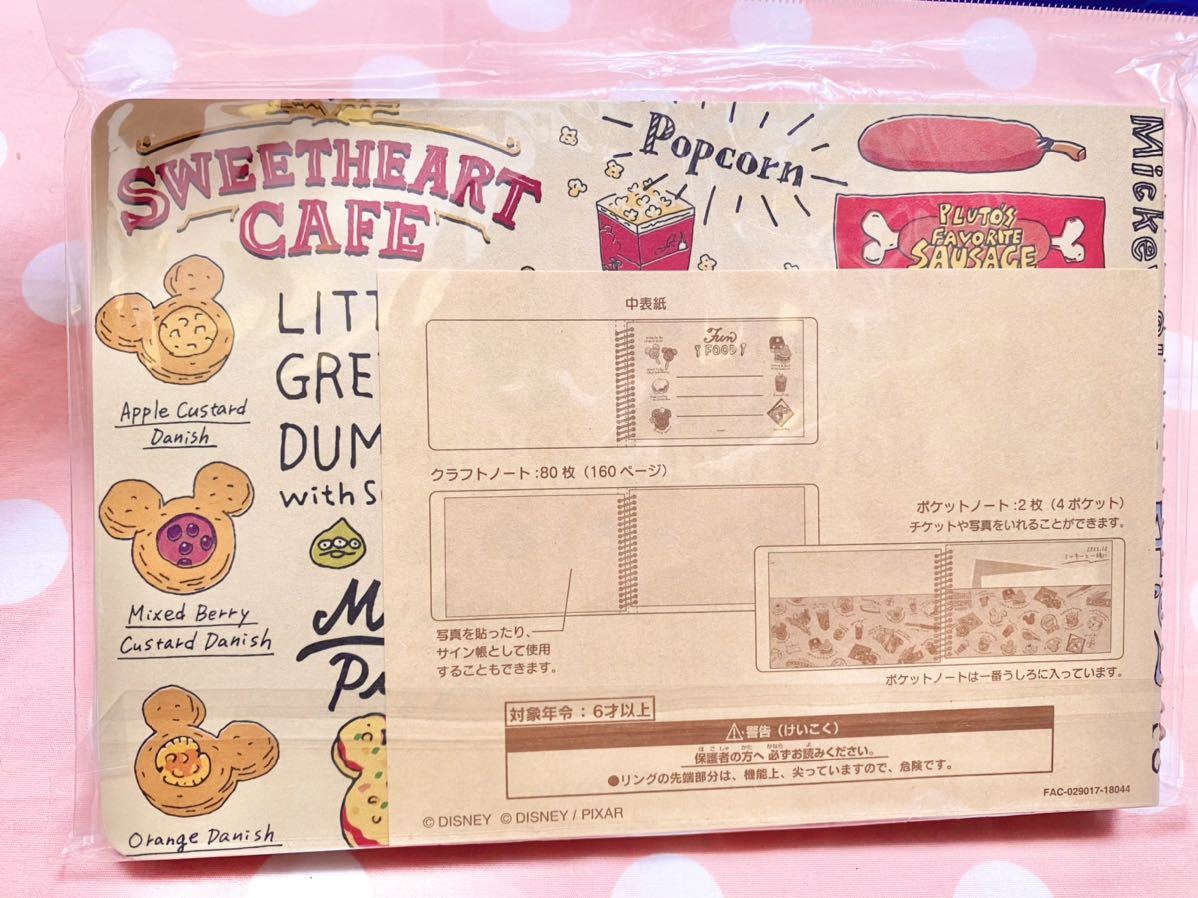 SWEETHEART
CAFE
Popcorn
PLUTO'S
FAVORITE
SAUSAGE
Apple Custard
Danish
Mixed Berry
Custard Danish
Orange Danish
中表紙
Fun
FOOD
クラフトノート:80枚(160ページ)
写真を貼ったり、
サイン帳として使用
することもできます。
ポケットノート:2枚(4ポケット)
チケットや写真をいれることができます。
ポケットノートは一番うしろに入っています。
対象年令:6才以上
⚠警告(けいこく)
保護者の方へ 必ずお読みください。
●リングの先端部分は、機能上、尖っていますので、危険です。
FAC-029017-18044
© DISNEY © DISNEY / PIXAR